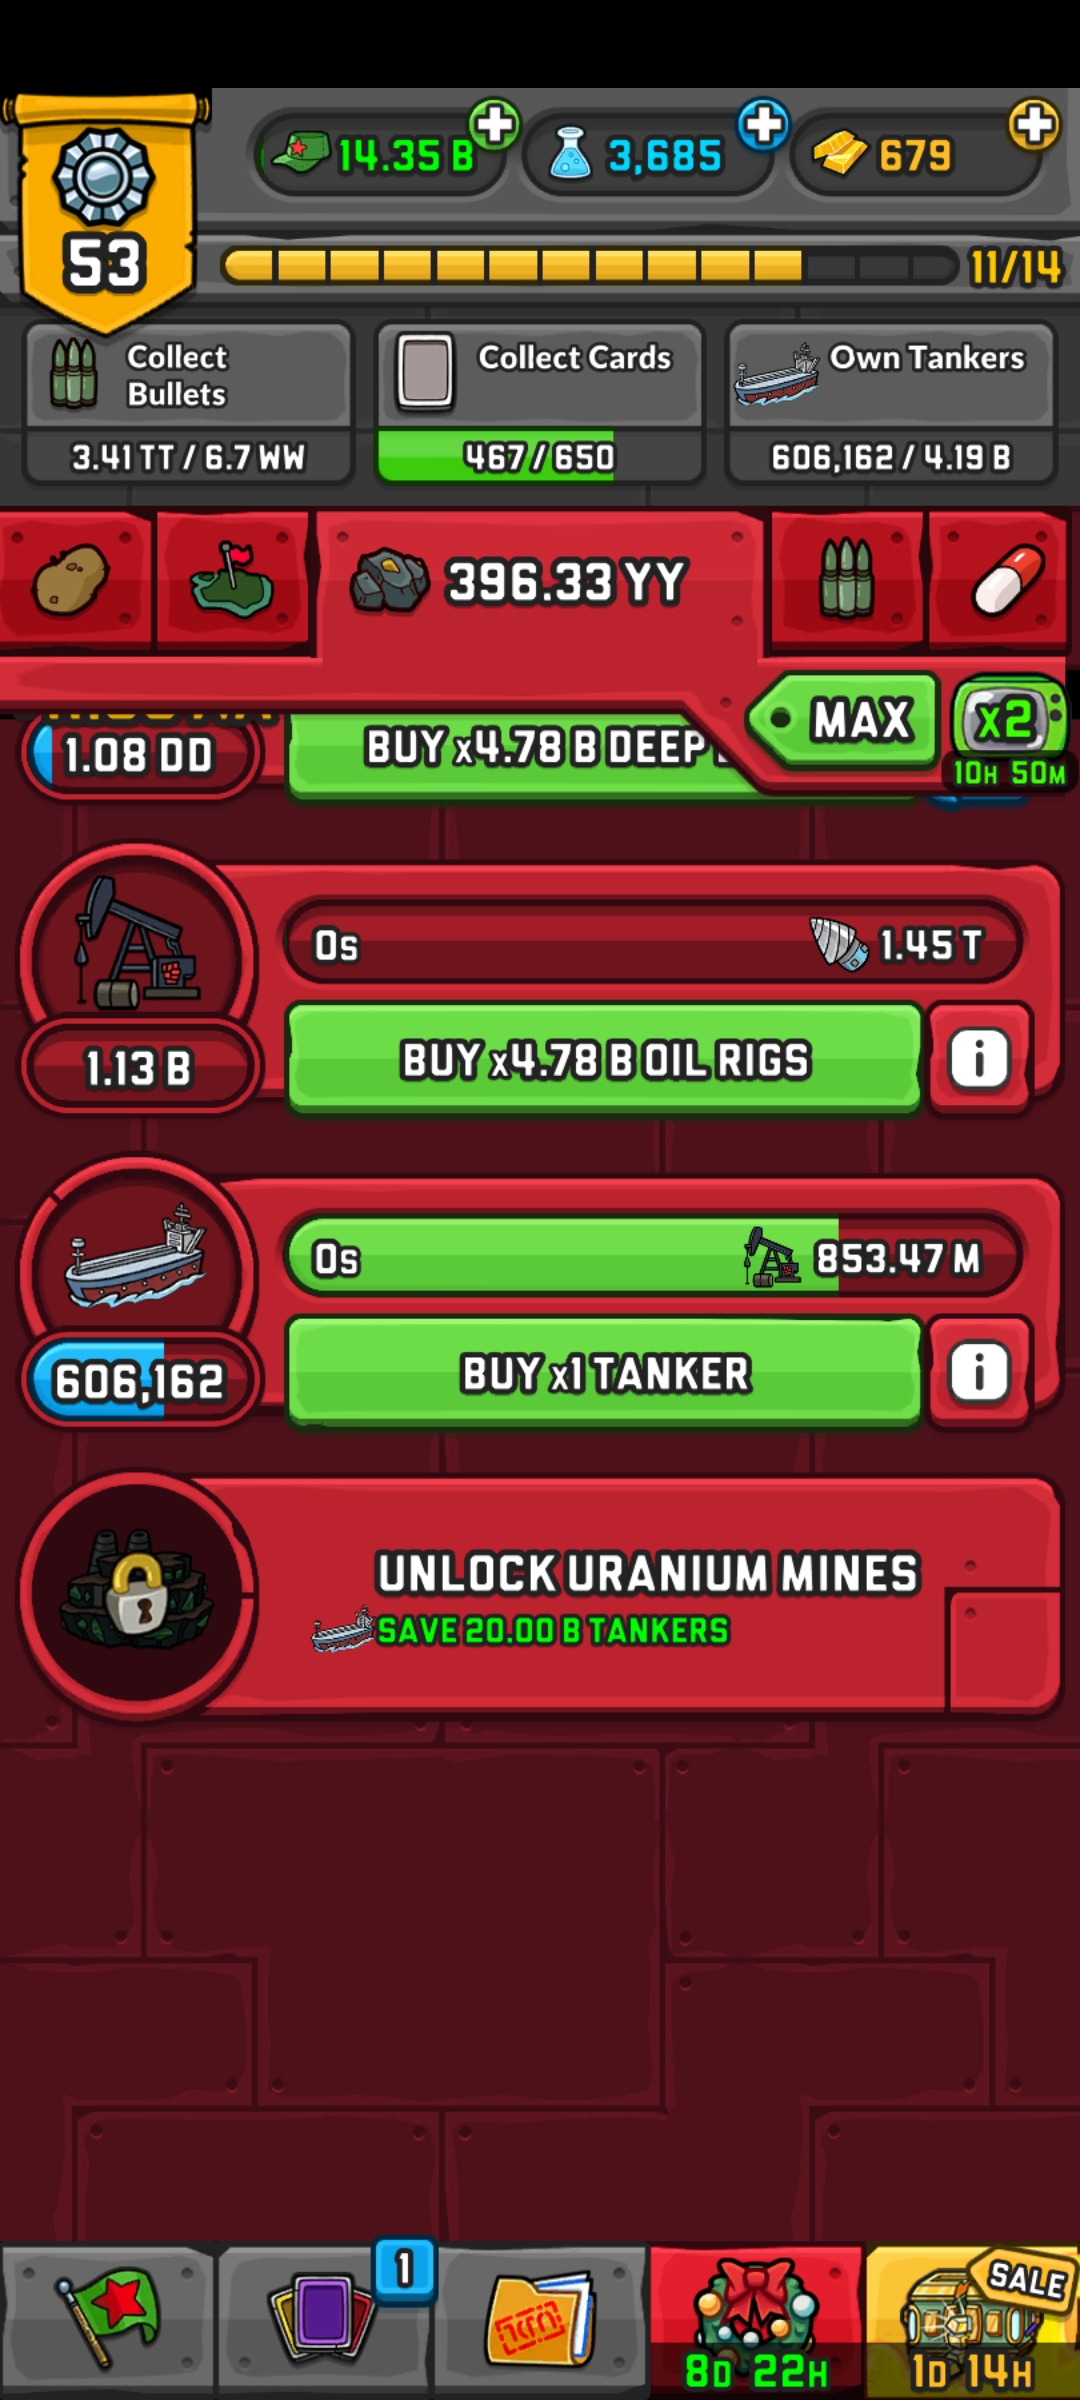 14.35 B
3,685
679
53
11/14
Collect
Bullets
3.41 TT / 6.7 WW
Collect Cards
467 / 650
Own Tankers
606,162 / 4.19 B
396.33 YY
MAX
x2
10H 50M
1.08 DD
BUY x4.78 B DEEP
0s
1.45 T
1.13 B
BUY x4.78 B OIL RIGS
i
0s
853.47 M
606,162
BUY x1 TANKER
i
UNLOCK URANIUM MINES
SAVE 20.00 B TANKERS
1
8D 22H
SALE
1D 14H